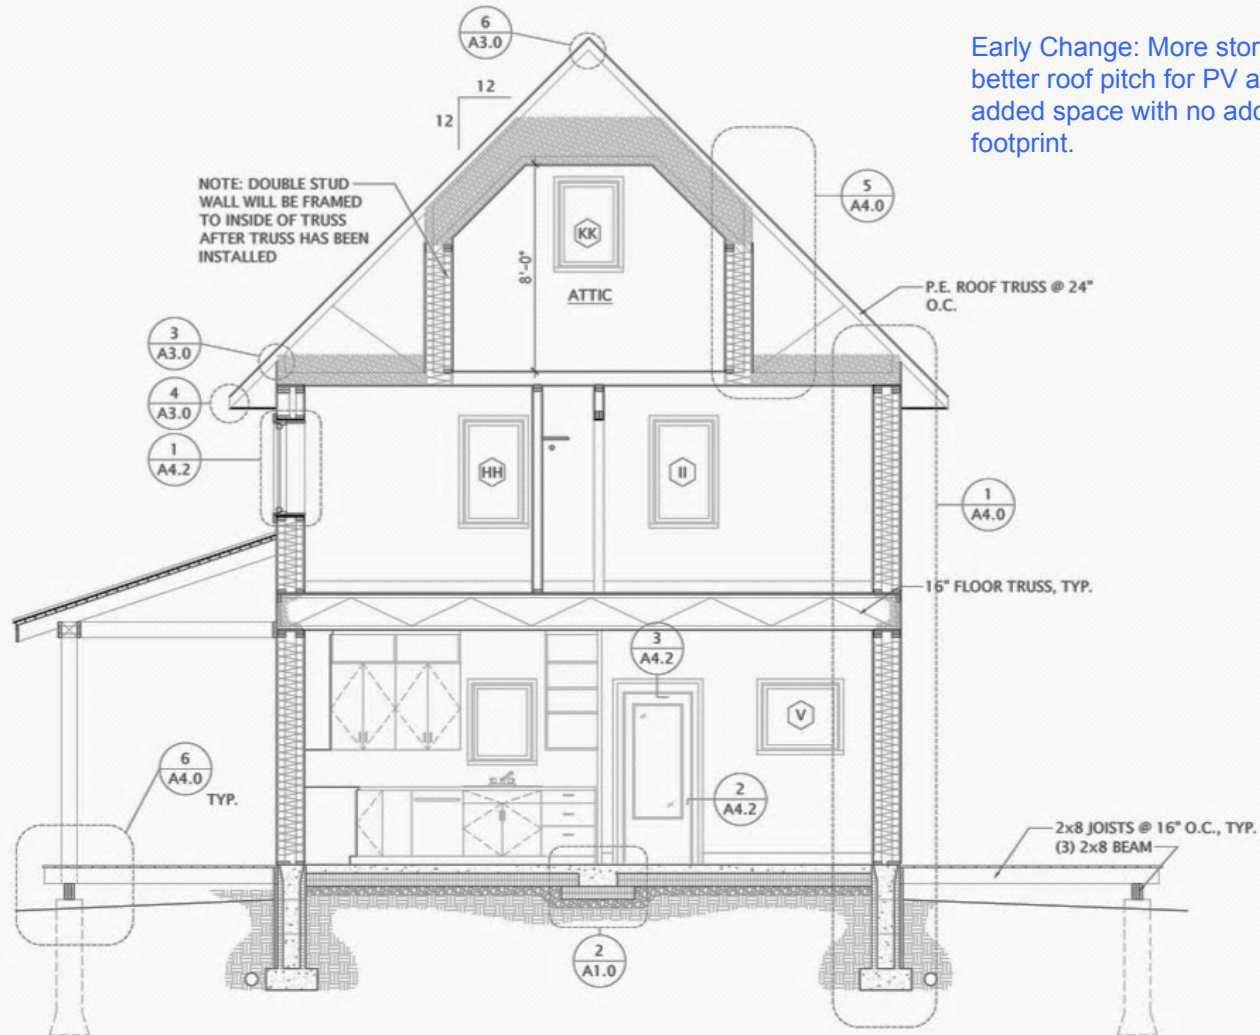 6
A3.0
Early Change: More
better roof pitch for PV
added space with no
footprint.
12
12
NOTE: DOUBLE STUD
WALL WILL BE FRAMED
TO INSIDE OF TRUSS
AFTER TRUSS HAS BEEN
INSTALLED
5
A4.0
KK
8'-0"
ATTIC
P.E. ROOF TRUSS @ 24"
O.C.
3
A3.0
4
A3.0
1
A4.2
HH
II
1
A4.0
16" FLOOR TRUSS, TYP.
3
A4.2
V
6
A4.0
TYP.
2
A4.2
2x8 JOISTS @ 16" O.C., TYP.
(3) 2x8 BEAM
2
A1.0